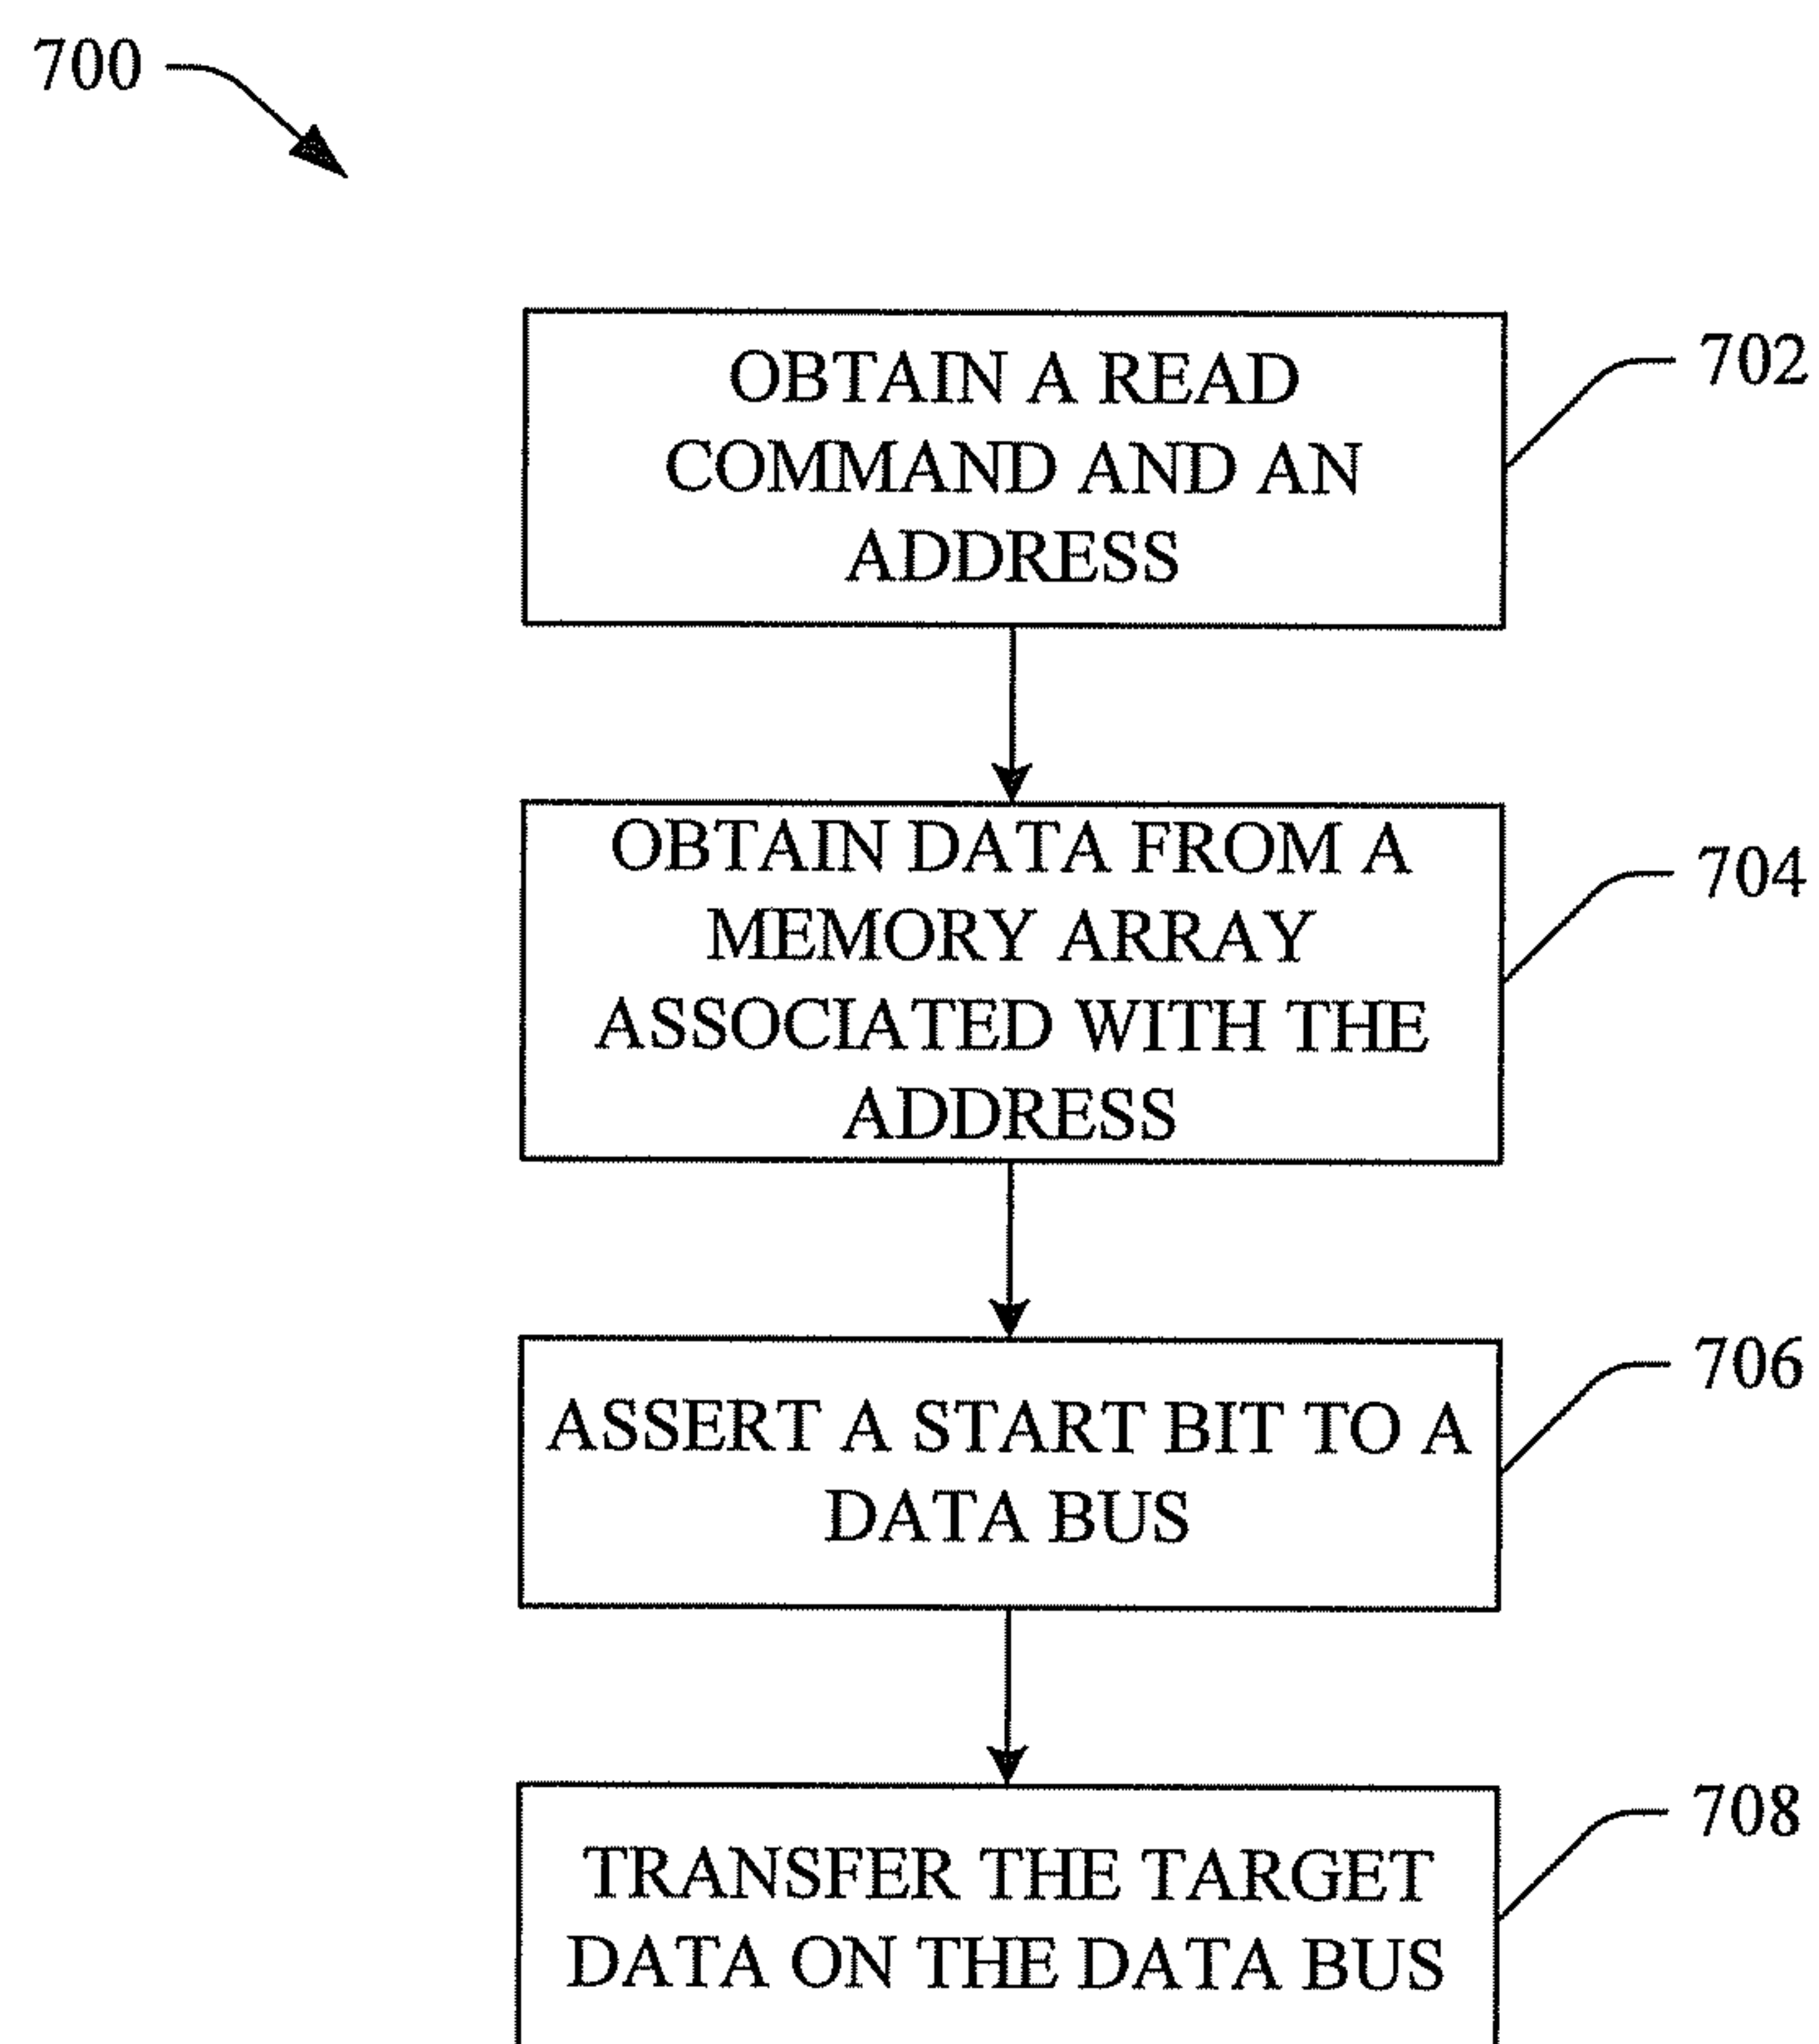 700
OBTAIN A READ
COMMAND AND AN
ADDRESS
702
OBTAIN DATA FROM A
MEMORY ARRAY
ASSOCIATED WITH THE
ADDRESS
704
ASSERT A START BIT TO A
DATA BUS
706
TRANSFER THE TARGET
DATA ON THE DATA BUS
708